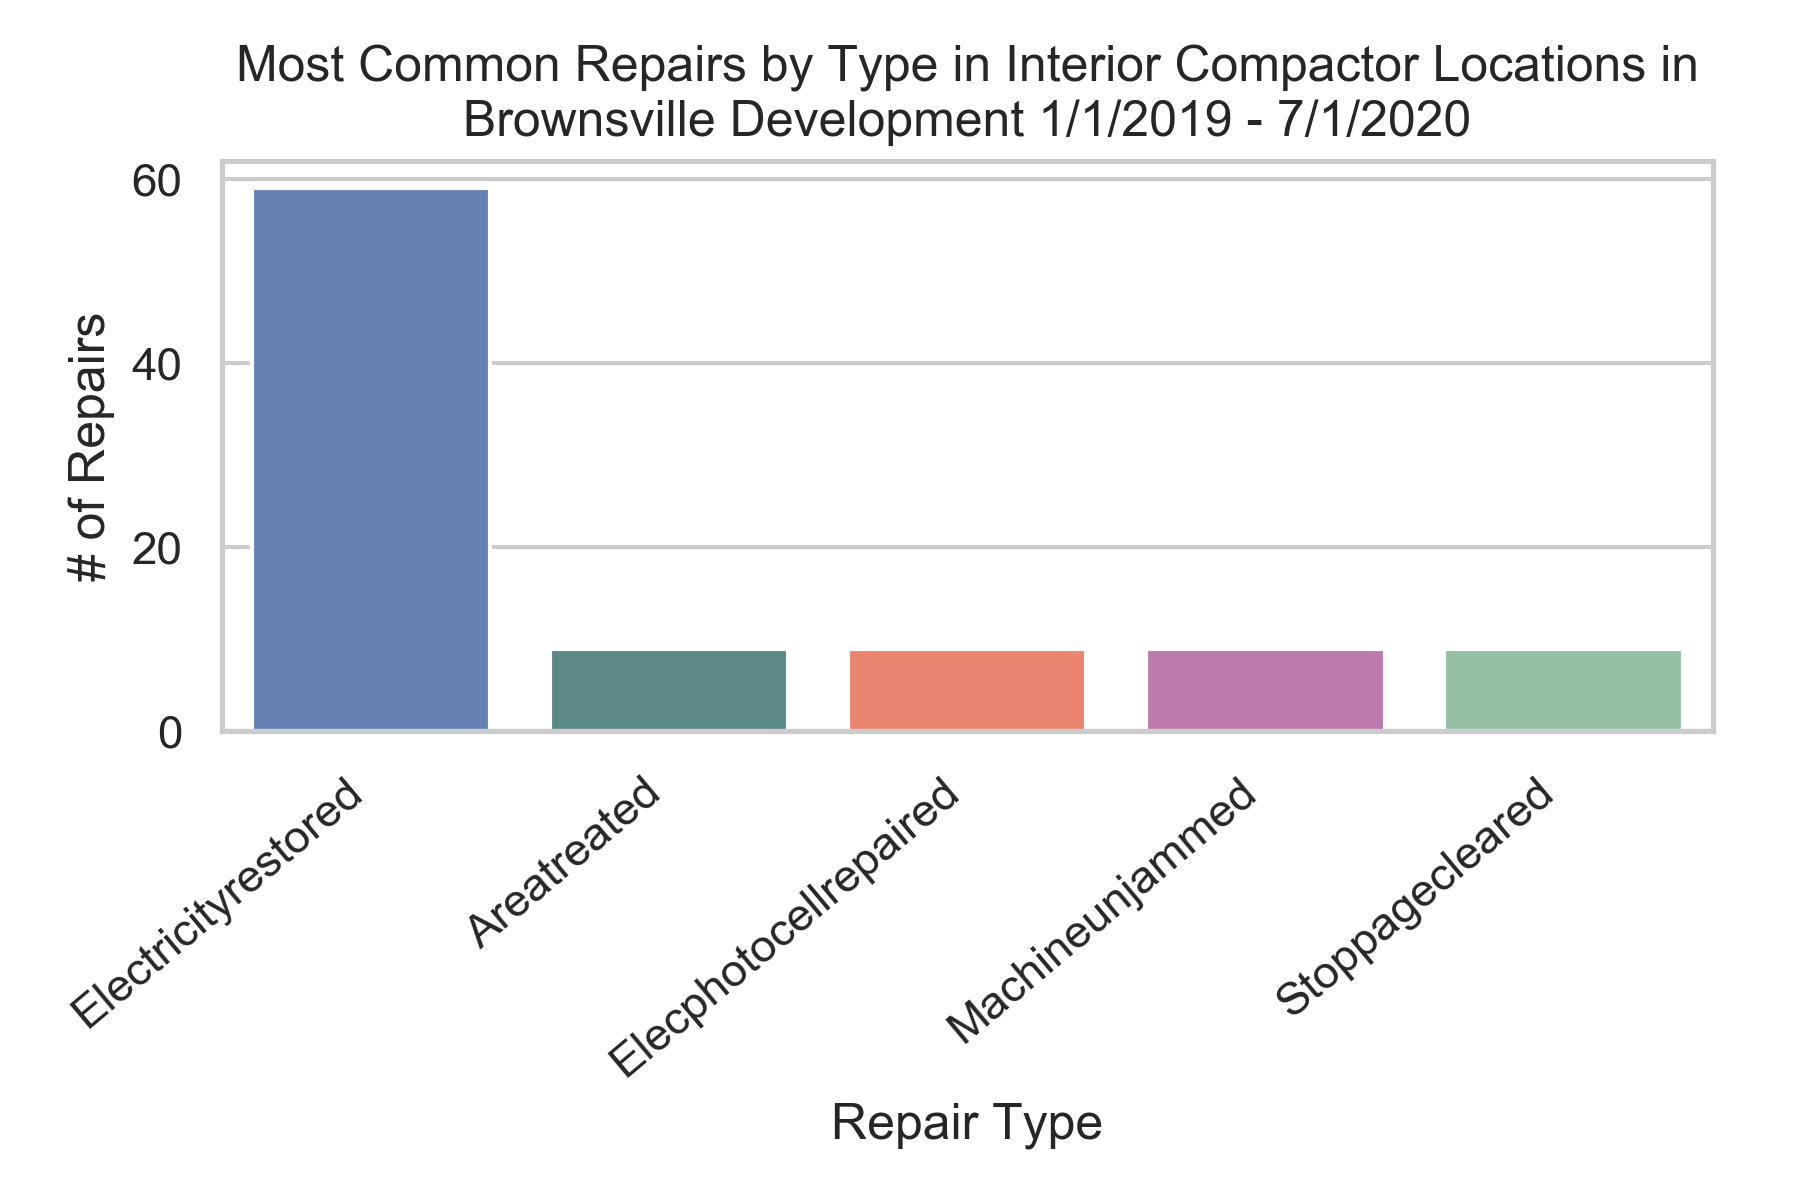 Most Common Repairs by Type in Interior Compactor Locations in
Brownsville Development 1/1/2019 - 7/1/2020
# of Repairs
60
40
20
0
Electricityrestored
Areatreated
Elecphotocellrepaired
Machineunjammed
Stoppagecleared
Repair Type